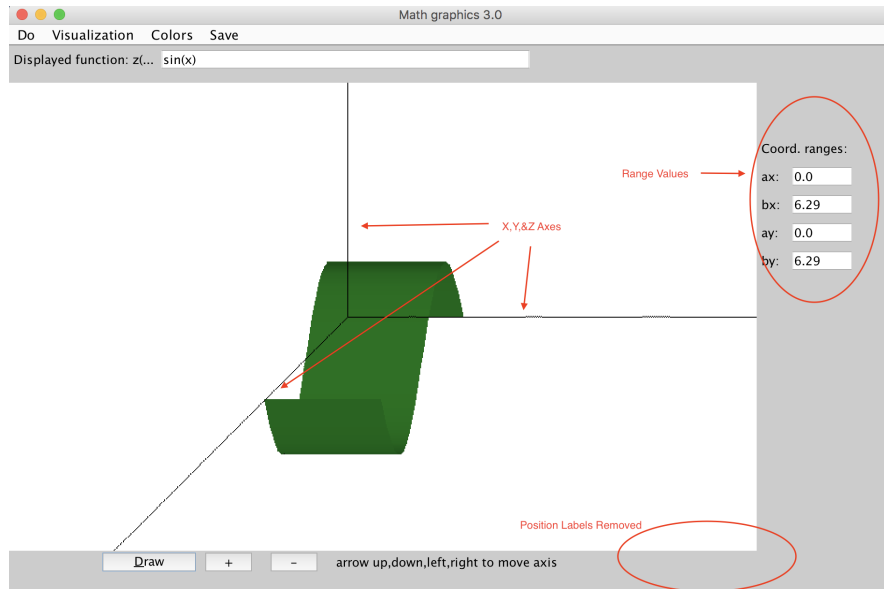 Math graphics 3.0
Do Visualization Colors Save
Displayed function: z(... sin(x)
Coord. ranges:
Range Values
ax: 0.0
bx: 6.29
X,Y,&Z Axes
ay: 0.0
by: 6.29
Position Labels Removed
Draw + - arrow up,down,left,right to move axis